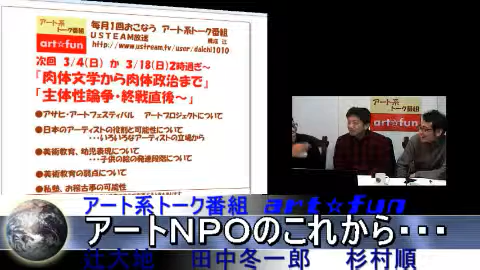 アート系
トーク番組
art☆fun
毎月1回おこなう アート系トーク番組
USTEAM放送 構成 辻
http://www.ustream.tv/user/daichi1010
次回 3/4(日) か 3/18(日)2時過ぎ〜
『肉体文学から肉体政治まで』
「主体性論争・終戦直後〜」
●アサヒ・アートフェスティバル アートプロジェクトについて
●日本のアーティストの役割と可能性について
・・・いろいろなアーティストの立場から
●美術教育、幼児表現について
・・・子供の絵の発達段階について
●美術教育の弱点について
●私塾、お稽古事の可能性
アート系
トーク番組
art☆fun
アート系トーク番組 art☆fun
アートNPOのこれから・・・
辻大地 田中冬一郎 杉村順